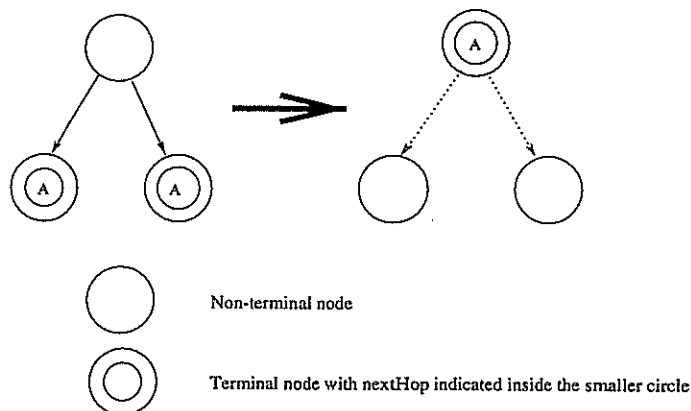 A
A
A
Non-terminal node
Terminal node with nextHop indicated inside the smaller circle